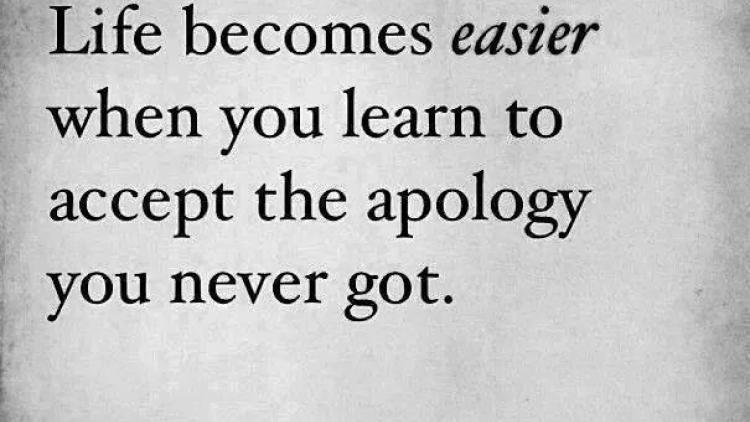 Life becomes easier
when you learn to
accept the apology
you never got.